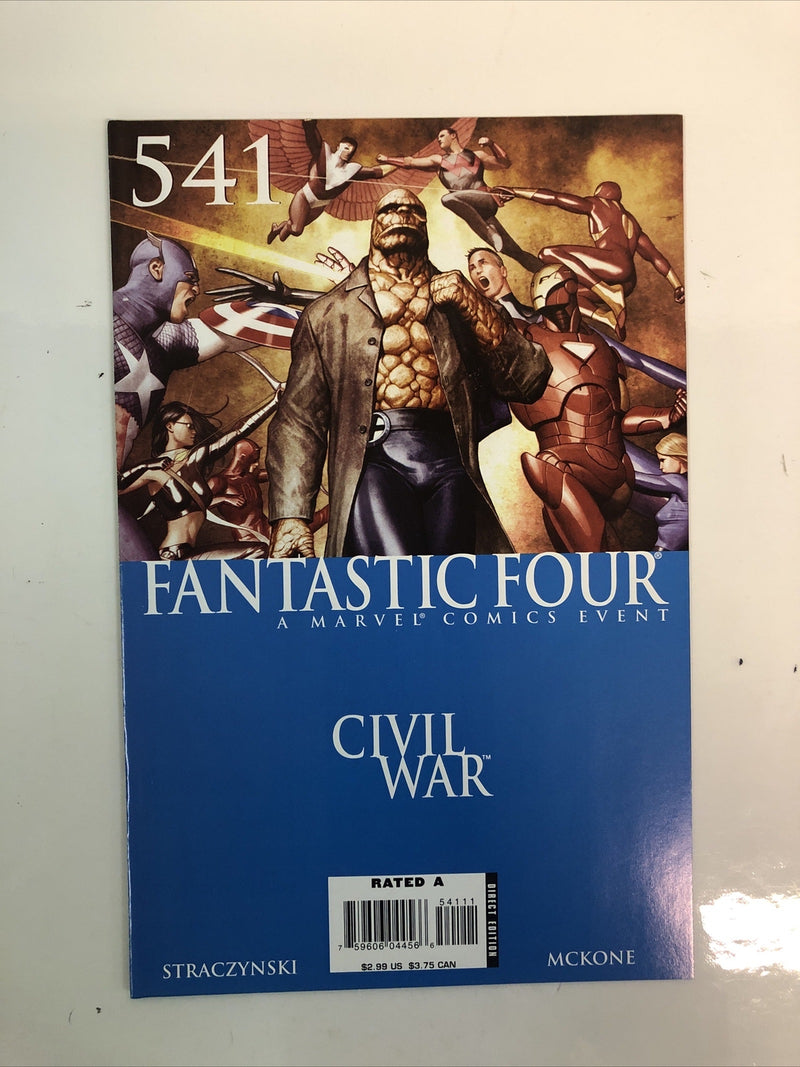 541
FANTASTIC FOUR®
A MARVEL® COMICS EVENT
CIVIL
WAR™
RATED A
DIRECT EDITION
54111
7 59606 04456 6
$2.99 US $3.75 CAN
STRACZYNSKI
MCKONE